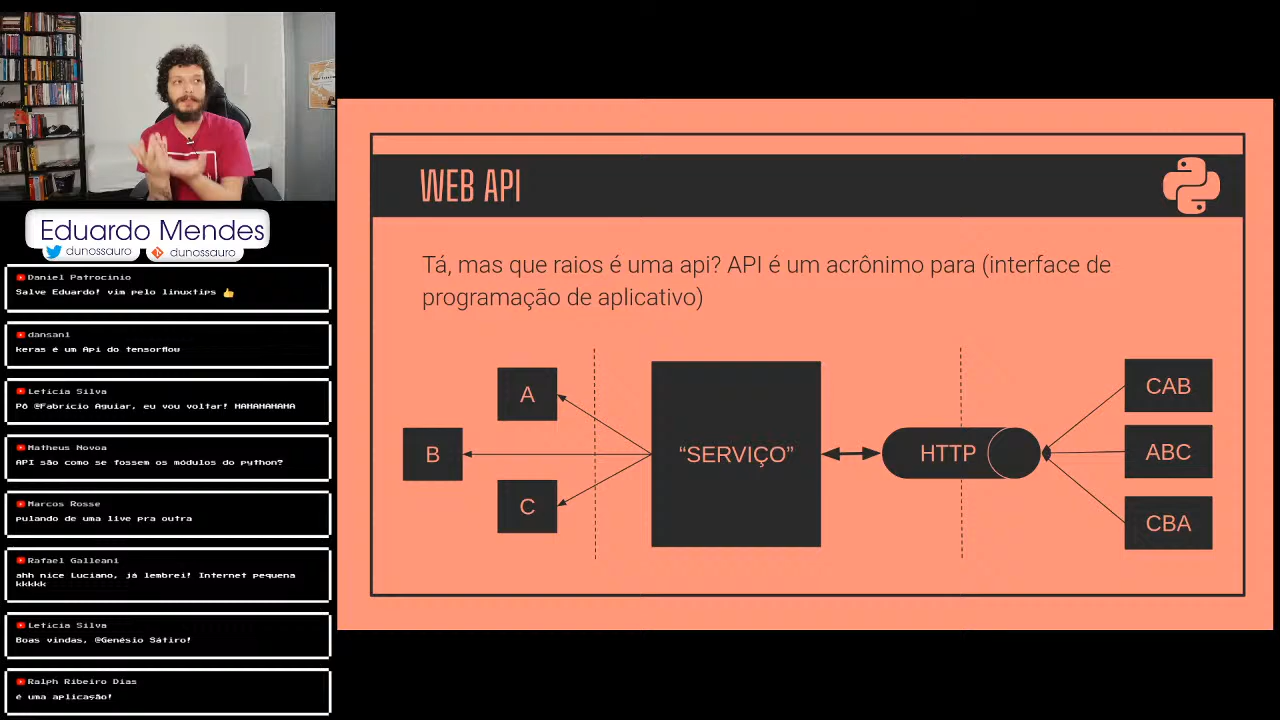 Eduardo Mendes
dunossauro
dunossauro
Daniel Patrocinio
Salve Eduardo! vim pelo linuxtips 👍
dansanl
keras é um Api do tensorflow
Leticia Silva
Pô @Fabrício Aguiar, eu vou voltar! HAHAHAHAHA
Matheus Novoa
API são como se fossem os módulos do python?
Marcos Rosse
pulando de uma live pra outra
Rafael Galleani
ahh nice Luciano, já lembrei! Internet pequena
kkkkk
Leticia Silva
Boas vindas, @Genésio Sátiro!
Ralph Ribeiro Dias
é uma aplicação!
WEB API
Tá, mas que raios é uma api? API é um acrônimo para (interface de
programação de aplicativo)
A
B
C
“SERVIÇO”
HTTP
CAB
ABC
CBA